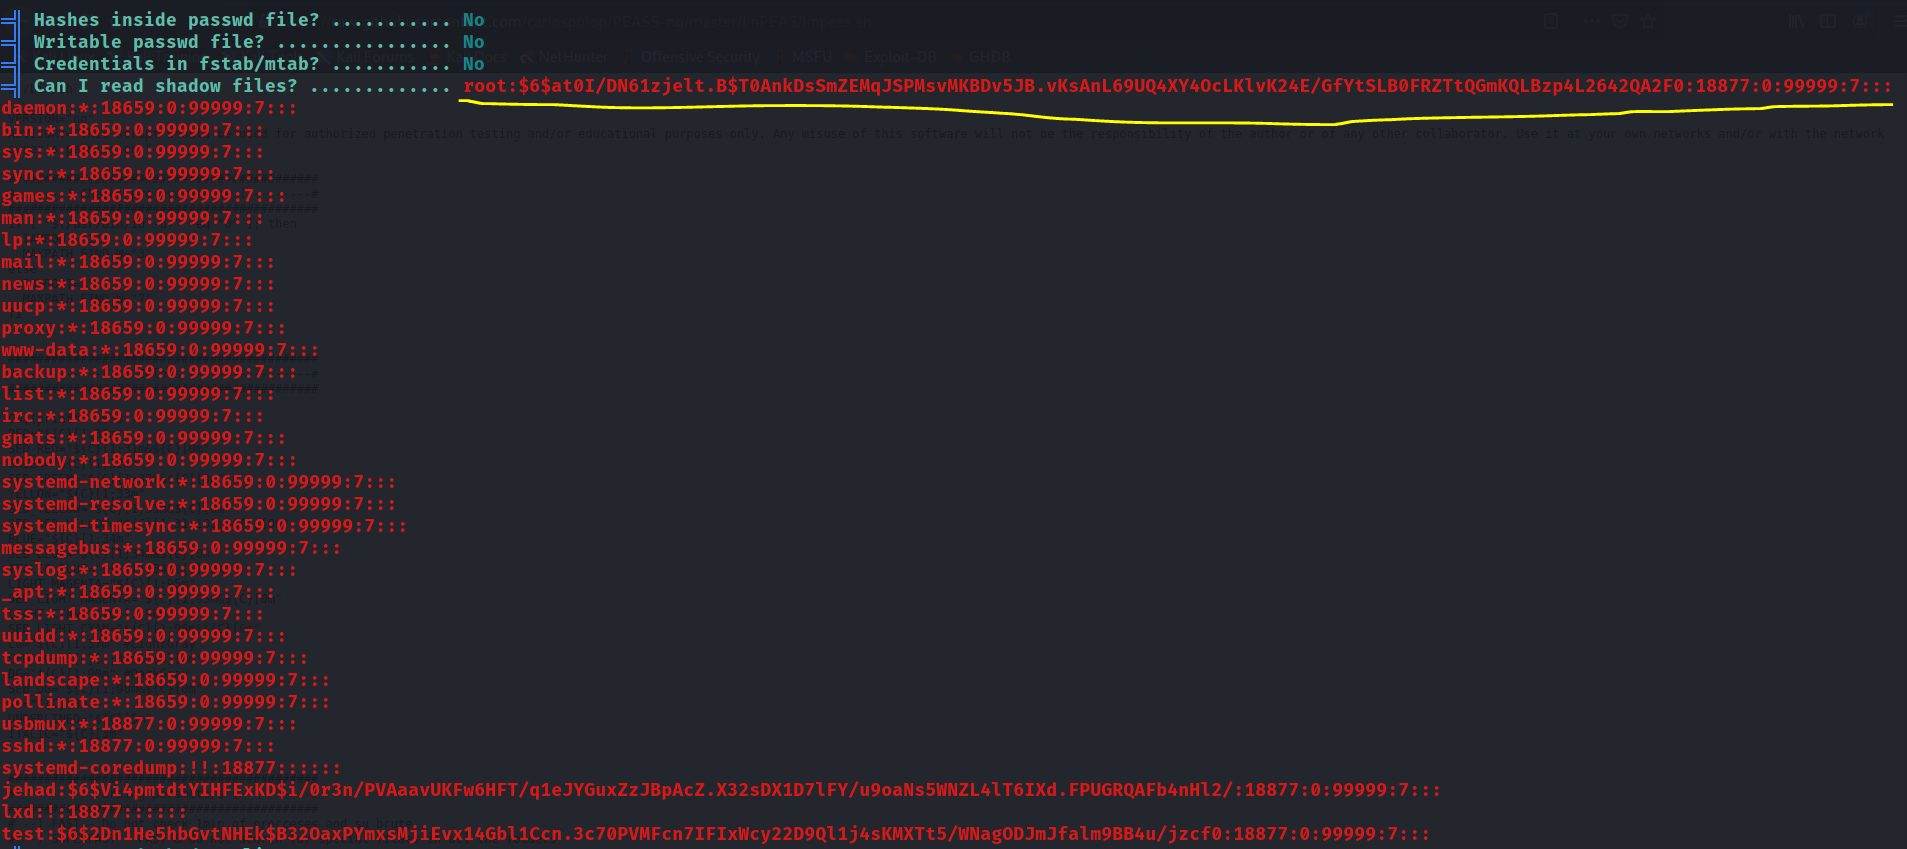 Hashes inside passwd file? ........... No
Writable passwd file? ................ No
Credentials in fstab/mtab? ........... No
Can I read shadow files? ............. root:$6$at0I/DN61zjelt.B$T0AnkDsSmZEMqJSPMsvMKBDv5JB.vKsAnL69UQ4XY4OcLKlvK24E/GfYtSLB0FRZTtQGmKQLBzp4L2642QA2F0:18877:0:99999:7:::
daemon:*:18659:0:99999:7:::
bin:*:18659:0:99999:7:::
sys:*:18659:0:99999:7:::
sync:*:18659:0:99999:7:::
games:*:18659:0:99999:7:::
man:*:18659:0:99999:7:::
lp:*:18659:0:99999:7:::
mail:*:18659:0:99999:7:::
news:*:18659:0:99999:7:::
uucp:*:18659:0:99999:7:::
proxy:*:18659:0:99999:7:::
www-data:*:18659:0:99999:7:::
backup:*:18659:0:99999:7:::
list:*:18659:0:99999:7:::
irc:*:18659:0:99999:7:::
gnats:*:18659:0:99999:7:::
nobody:*:18659:0:99999:7:::
systemd-network:*:18659:0:99999:7:::
systemd-resolve:*:18659:0:99999:7:::
systemd-timesync:*:18659:0:99999:7:::
messagebus:*:18659:0:99999:7:::
syslog:*:18659:0:99999:7:::
_apt:*:18659:0:99999:7:::
tss:*:18659:0:99999:7:::
uuidd:*:18659:0:99999:7:::
tcpdump:*:18659:0:99999:7:::
landscape:*:18659:0:99999:7:::
pollinate:*:18659:0:99999:7:::
usbmux:*:18877:0:99999:7:::
sshd:*:18877:0:99999:7:::
systemd-coredump:!!:18877::::::
jehad:$6$Vi4pmtdtYIHFExKD$i/0r3n/PVAaavUKFw6HFT/q1eJYGuxZzJBpAcZ.X32sDX1D7lFY/u9oaNs5WNZL4lT6IXd.FPUGRQAFb4nHl2/:18877:0:99999:7:::
lxd:!:18877::::::
test:$6$2Dn1He5hbGvtNHEk$B32OaxPYmxsMjiEvx14Gbl1Ccn.3c70PVMFcn7IFIxWcy22D9Ql1j4sKMXTt5/WNagODJmJfalm9BB4u/jzcf0:18877:0:99999:7:::